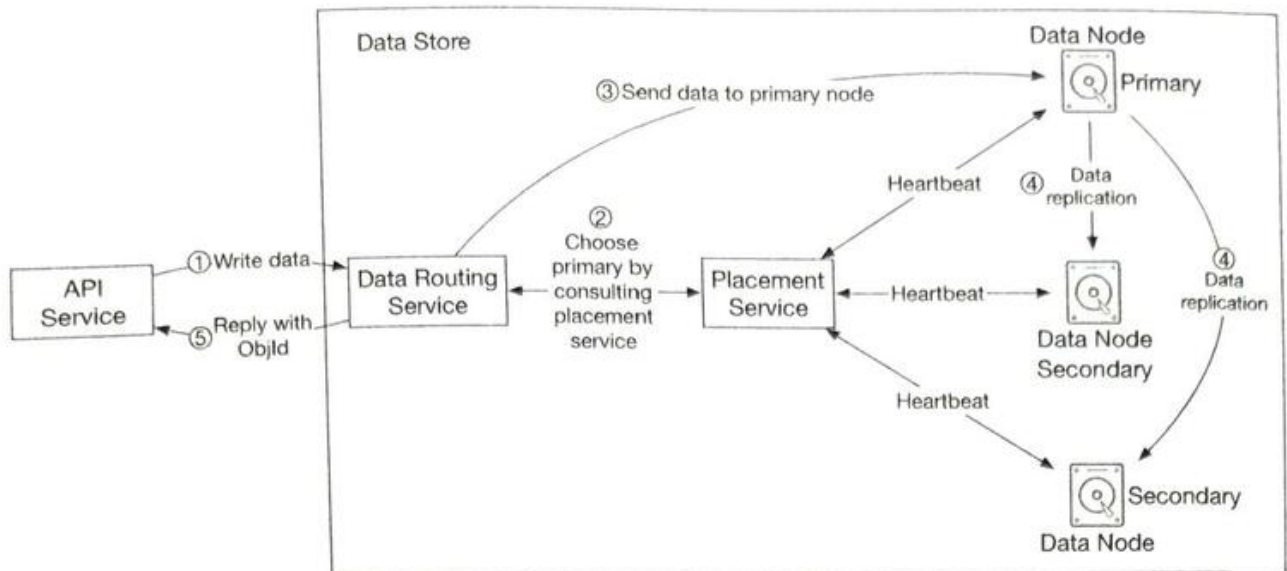 Data Store
Data Node
Primary
③Send data to primary node
Heartbeat
④ Data
replication
②
Choose
primary by
consulting
placement
service
①Write data
API
Service
Data Routing
Service
Placement
Service
Heartbeat
④
Data
replication
⑤ Reply with
ObjId
Data Node
Secondary
Heartbeat
Secondary
Data Node